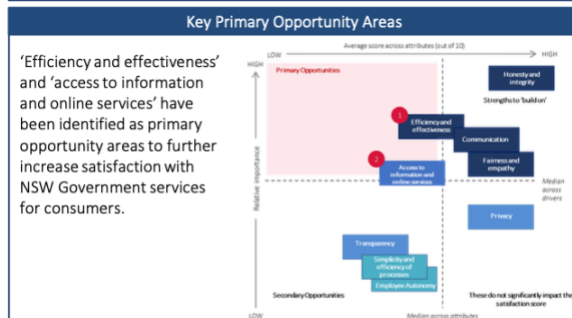 Key Primary Opportunity Areas
‘Efficiency and effectiveness’
and ‘access to information
and online services’ have
been identified as primary
opportunity areas to further
increase satisfaction with
NSW Government services
for consumers.
Average score across attributes (out of 10)
LOW
HIGH
HIGH
Primary Opportunities
Honesty and
integrity
Strengths to ‘build on’
1
Efficiency and
effectiveness
Communication
2
Access to
information and
online services
Fairness and
empathy
Relative importance
Median
across
drivers
Privacy
Transparency
Simplicity and
efficiency of
processes
Employee Autonomy
Secondary Opportunities
These do not significantly impact the
satisfaction score
LOW
Median across attributes